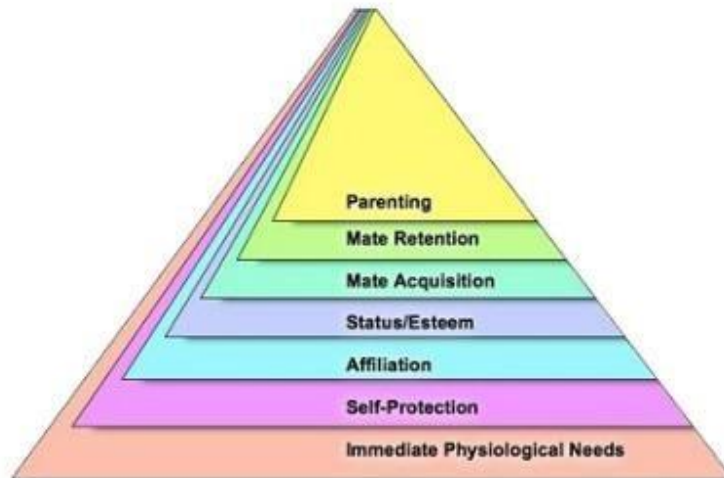 Parenting
Mate Retention
Mate Acquisition
Status/Esteem
Affiliation
Self-Protection
Immediate Physiological Needs